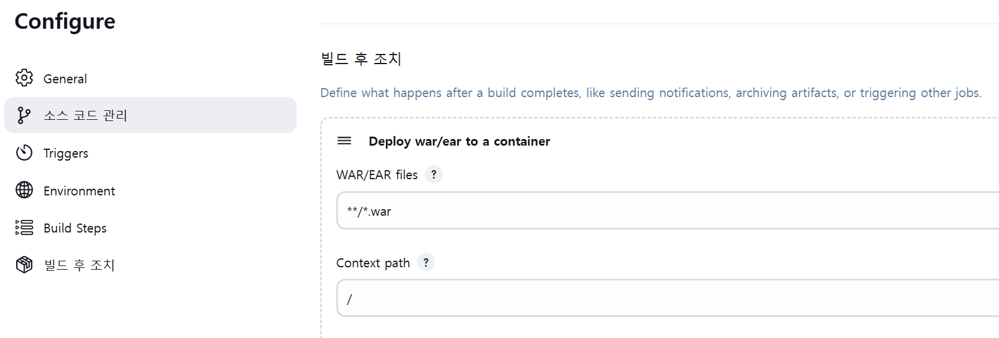 Configure
General
소스 코드 관리
Triggers
Environment
Build Steps
빌드 후 조치
빌드 후 조치
Define what happens after a build completes, like sending notifications, archiving artifacts, or triggering other jobs.
Deploy war/ear to a container
WAR/EAR files ?
**/*.war
Context path ?
/